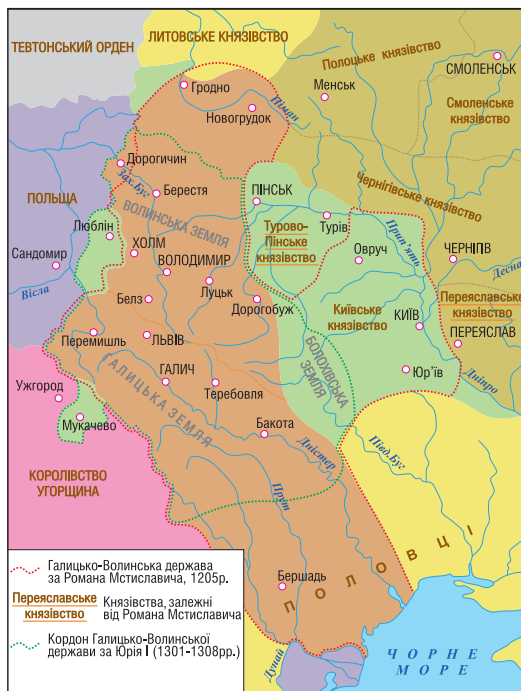 ТЕВТОНСЬКИЙ ОРДЕН
ЛИТОВСЬКЕ КНЯЗІВСТВО
Полоцьке князівство
СМОЛЕНСЬК
Гродно
Менськ
Смоленське
князівство
Новогрудок
Німан
Чернігівське князівство
Дорогичин
Зах.Буг
Берестя
ПОЛЬЩА
ПІНСЬК
ВОЛИНСЬКА ЗЕМЛЯ
Турово-
Пінське
князівство
Турів
Прип'ять
Люблін
ХОЛМ
Овруч
ЧЕРНІГІВ
Сандомир
ВОЛОДИМИР
Десна
Вісла
Белз
Луцьк
Дорогобуж
Київське
князівство
КИЇВ
Переяславське
князівство
ПЕРЕЯСЛАВ
Перемишль
ЛЬВІВ
БОЛОХІВСЬКА
ЗЕМЛЯ
ГАЛИЧ
Теребовля
Юр'їв
Дніпро
Ужгород
Мукачево
ГАЛИЦЬКА ЗЕМЛЯ
Бакота
Дністер
Півд.Буг
КОРОЛІВСТВО
УГОРЩИНА
Прут
ПОЛОВЦІ
Бершадь
Дунай
ЧОРНЕ
МОРЕ
Галицько-Волинська держава
за Романа Мстиславича, 1205р.
Переяславське
князівство
Князівства, залежні
від Романа Мстиславича
Кордон Галицько-Волинської
держави за Юрія I (1301-1308рр.)